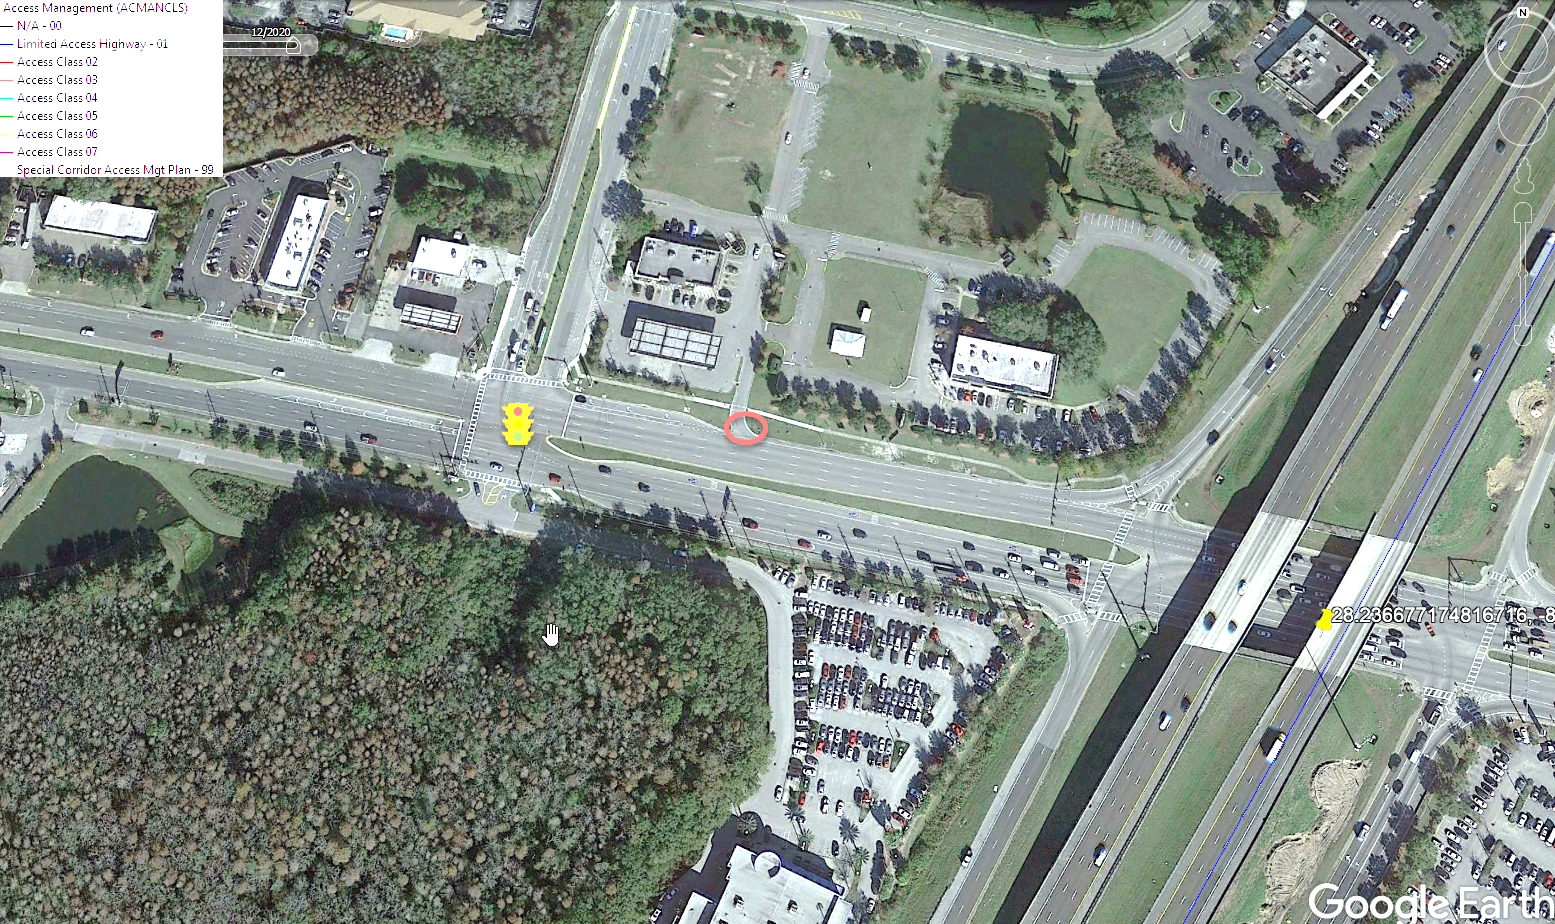 Access Management (ACMANCLS)
N/A - 00
Limited Access Highway - 01
Access Class 02
Access Class 03
Access Class 04
Access Class 05
Access Class 06
Access Class 07
Special Corridor Access Mgt Plan - 99
12/2020
N
28.236677174816716, -8
Google Earth